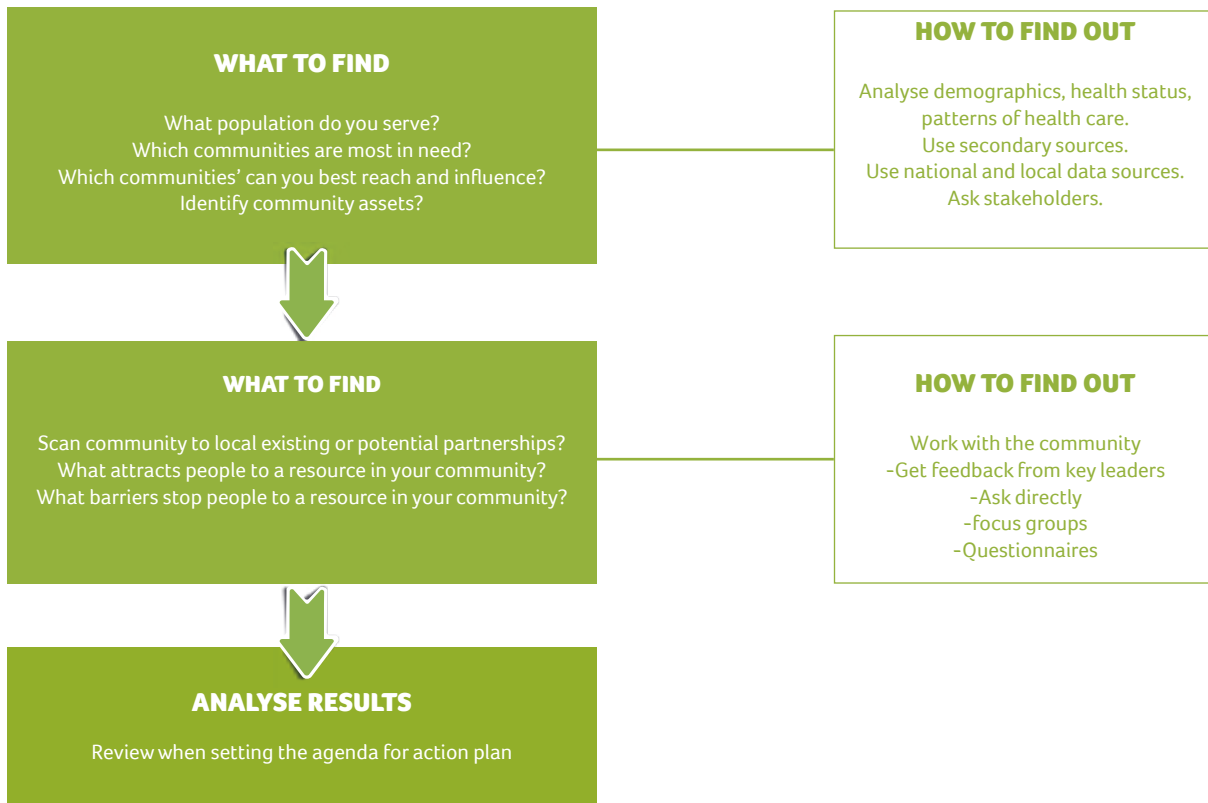 WHAT TO FIND
What population do you serve?
Which communities are most in need?
Which communities’ can you best reach and influence?
Identify community assets?
HOW TO FIND OUT
Analyse demographics, health status,
patterns of health care.
Use secondary sources.
Use national and local data sources.
Ask stakeholders.
WHAT TO FIND
Scan community to local existing or potential partnerships?
What attracts people to a resource in your community?
What barriers stop people to a resource in your community?
HOW TO FIND OUT
Work with the community
-Get feedback from key leaders
-Ask directly
-focus groups
-Questionnaires
ANALYSE RESULTS
Review when setting the agenda for action plan